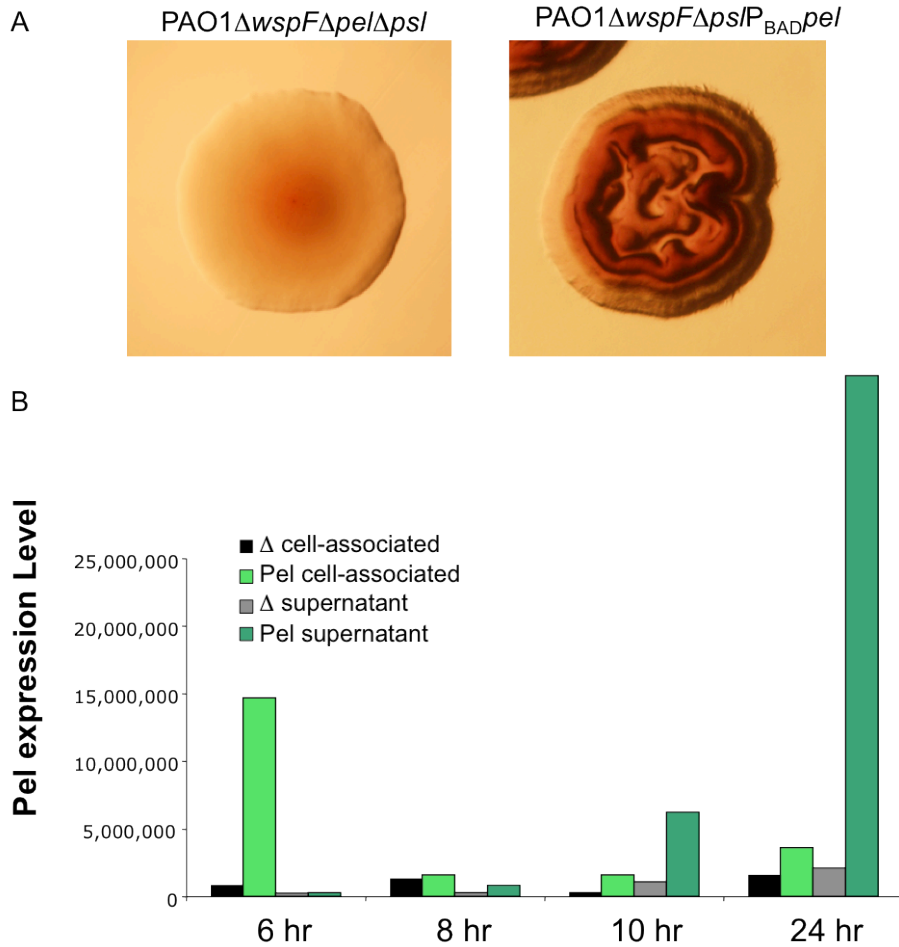 A
PAO1ΔwspFΔpelΔpsl
PAO1ΔwspFΔpslPBADpel
B
Pel expression Level
Δ cell-associated
Pel cell-associated
Δ supernatant
Pel supernatant
25,000,000
20,000,000
15,000,000
10,000,000
5,000,000
0
6 hr
8 hr
10 hr
24 hr